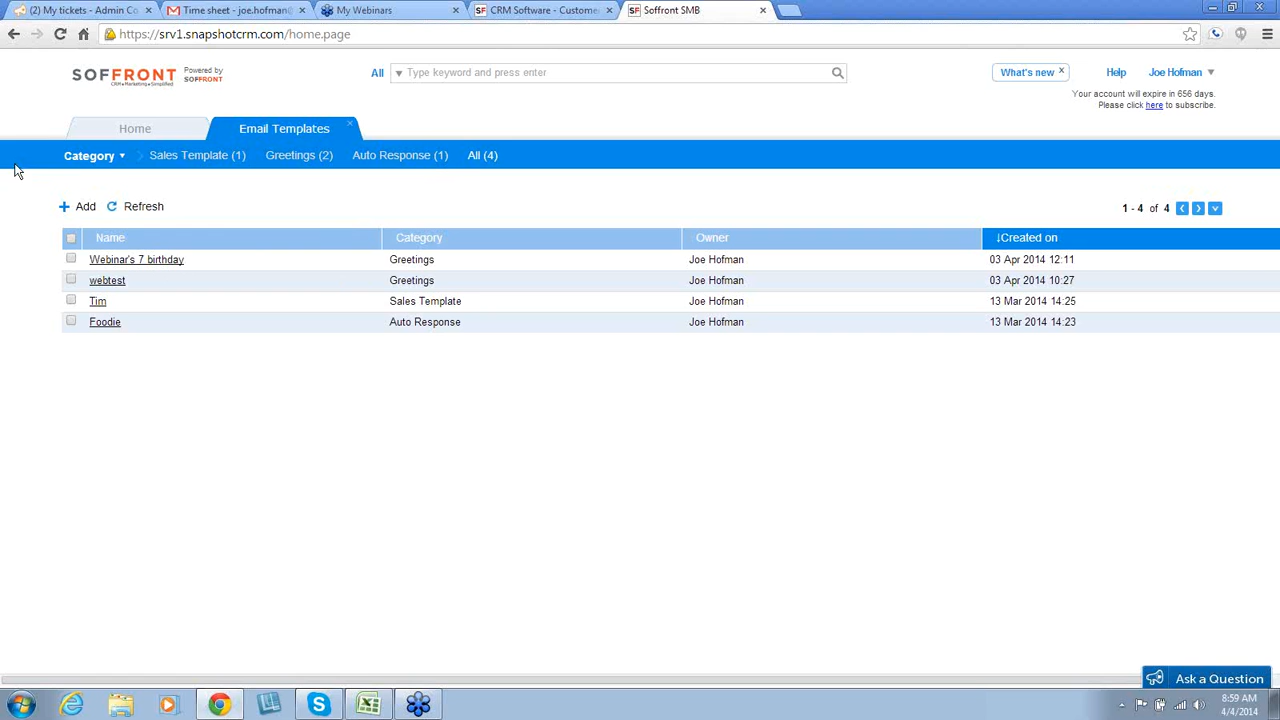 (2) My tickets - Admin Co
Time sheet - joe.hofman@
My Webinars
CRM Software - Custome
Soffront SMB
https://srv1.snapshotcrm.com/home.page
SOFFRONT
CRM • Marketing • Simplified
Powered by
SOFFRONT
All
Type keyword and press enter
What's new x
Help
Joe Hofman
Your account will expire in 656 days.
Please click here to subscribe.
Home
Email Templates
Category
Sales Template (1)
Greetings (2)
Auto Response (1)
All (4)
Add
Refresh
1 - 4 of 4
Name Category Owner ↓Created on
Webinar's 7 birthday Greetings Joe Hofman 03 Apr 2014 12:11
webtest Greetings Joe Hofman 03 Apr 2014 10:27
Tim Sales Template Joe Hofman 13 Mar 2014 14:25
Foodie Auto Response Joe Hofman 13 Mar 2014 14:23
Ask a Question
8:59 AM
4/4/2014